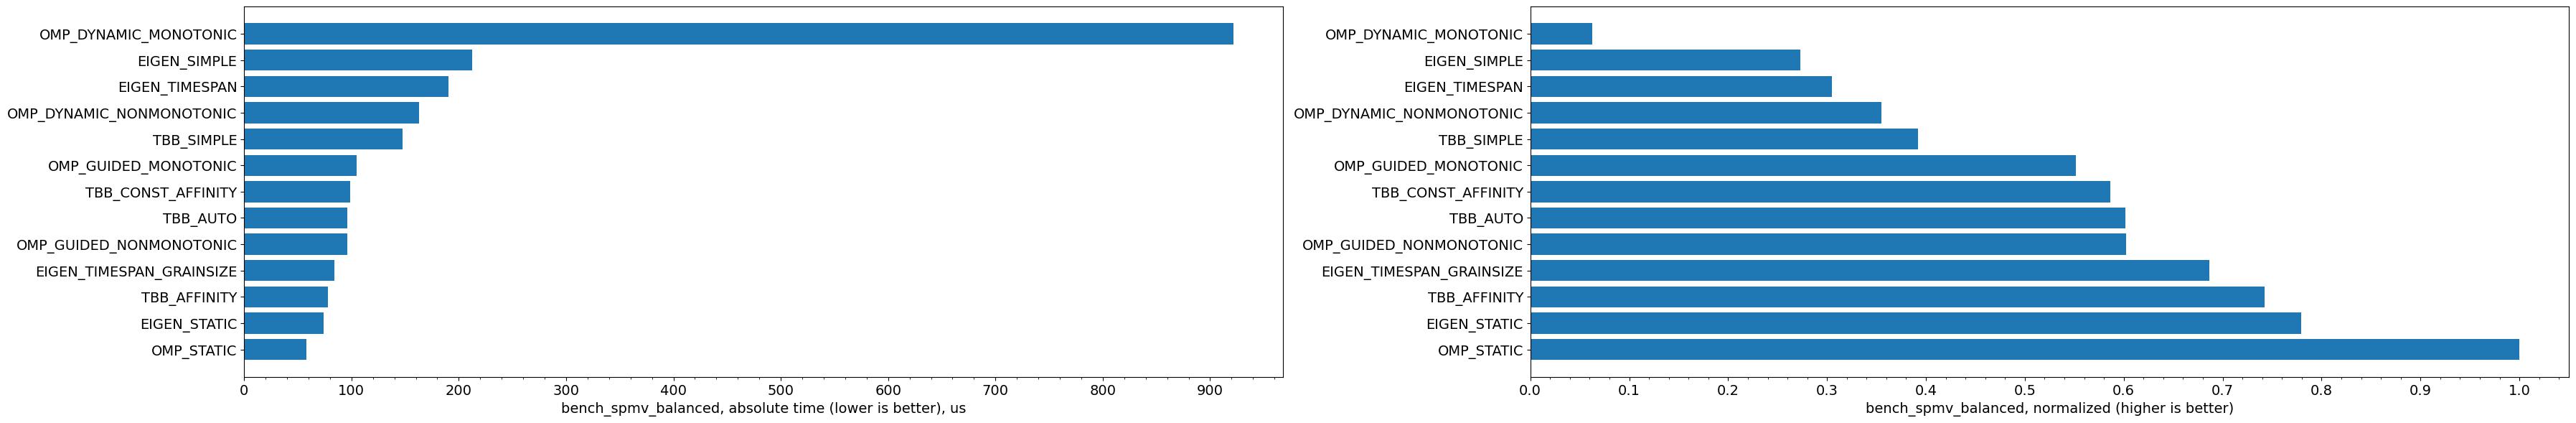 OMP_DYNAMIC_MONOTONIC
EIGEN_SIMPLE
EIGEN_TIMESPAN
OMP_DYNAMIC_NONMONOTONIC
TBB_SIMPLE
OMP_GUIDED_MONOTONIC
TBB_CONST_AFFINITY
TBB_AUTO
OMP_GUIDED_NONMONOTONIC
EIGEN_TIMESPAN_GRAINSIZE
TBB_AFFINITY
EIGEN_STATIC
OMP_STATIC
0 100 200 300 400 500 600 700 800 900
bench_spmv_balanced, absolute time (lower is better), us
OMP_DYNAMIC_MONOTONIC
EIGEN_SIMPLE
EIGEN_TIMESPAN
OMP_DYNAMIC_NONMONOTONIC
TBB_SIMPLE
OMP_GUIDED_MONOTONIC
TBB_CONST_AFFINITY
TBB_AUTO
OMP_GUIDED_NONMONOTONIC
EIGEN_TIMESPAN_GRAINSIZE
TBB_AFFINITY
EIGEN_STATIC
OMP_STATIC
0.0 0.1 0.2 0.3 0.4 0.5 0.6 0.7 0.8 0.9 1.0
bench_spmv_balanced, normalized (higher is better)